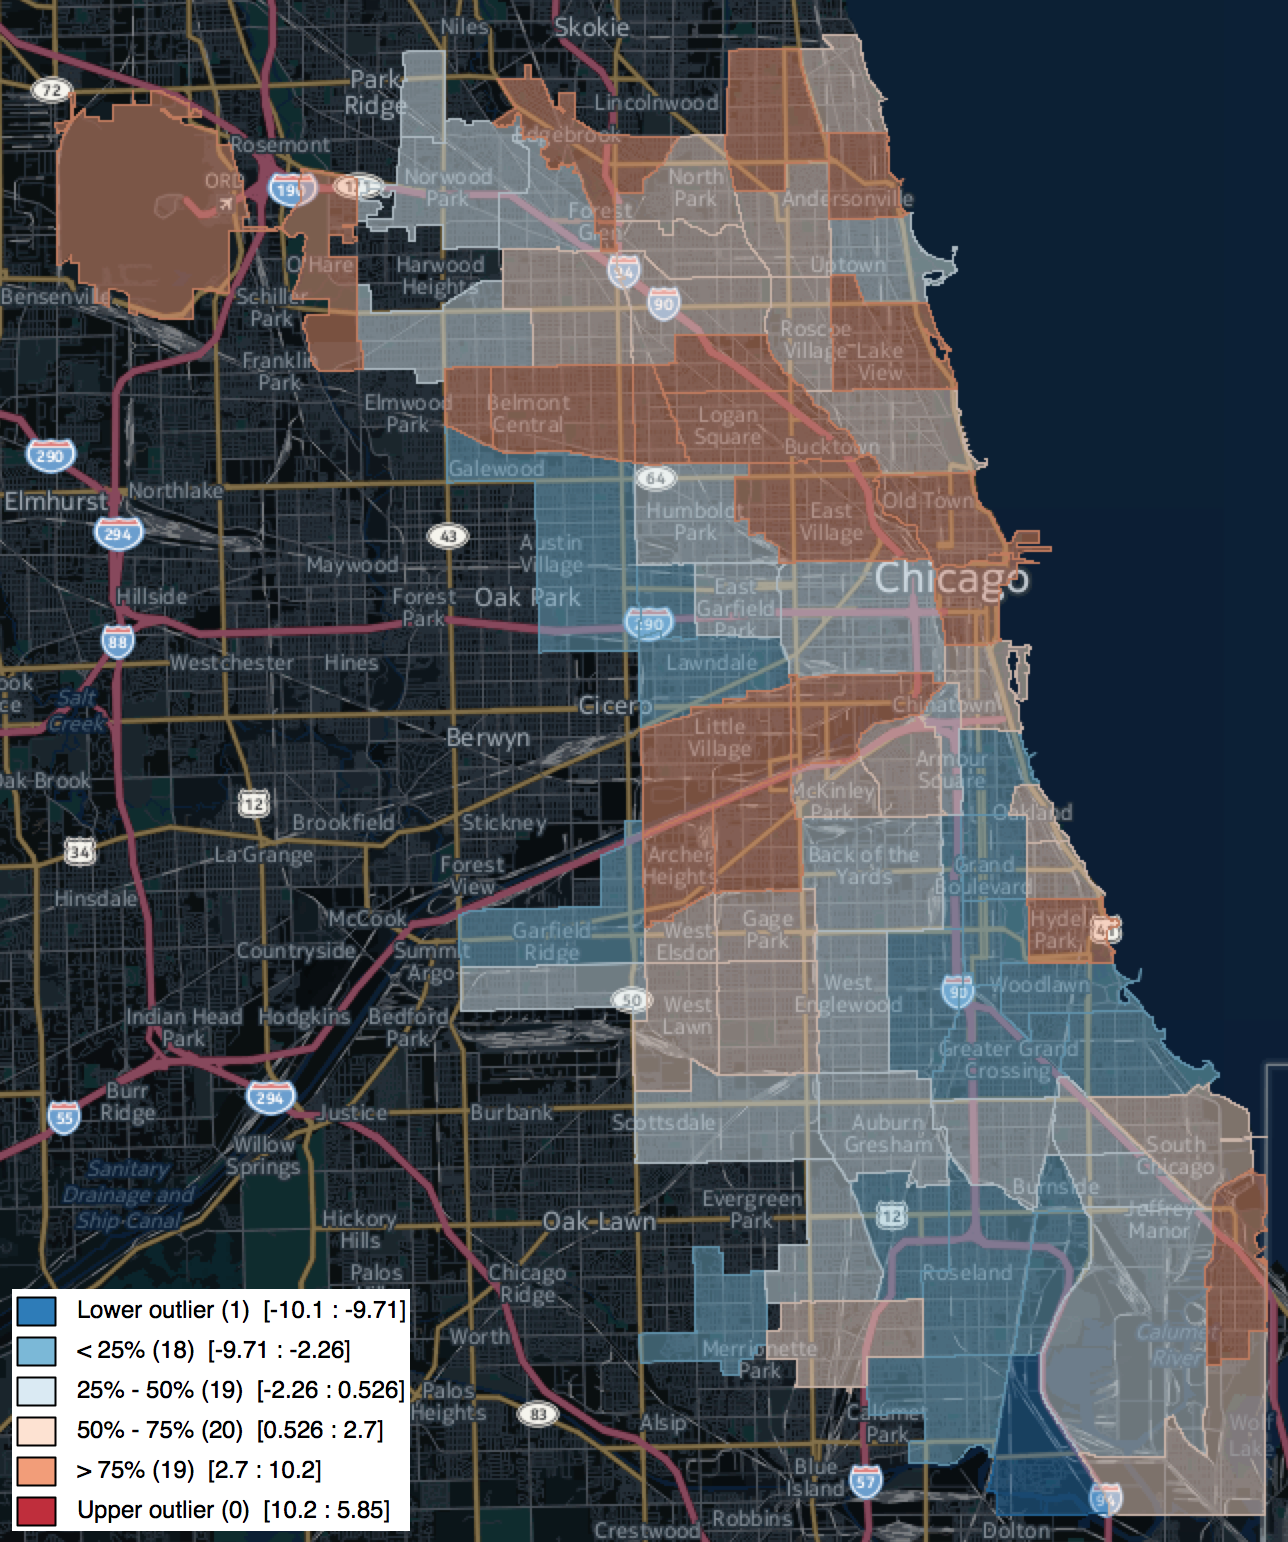 Niles
Skokie
72
Park
Ridge
Lincolnwood
Edgebrook
Rosemont
ORD
190
171
Norwood
Park
North
Park
Andersonville
Forest
Glen
O'Hare
Harwood
Heights
94
Uptown
Bensenville
Schiller
Park
90
Roscoe
Village
Lake
View
Franklin
Park
Elmwood
Park
Belmont
Central
Logan
Square
Bucktown
290
Galewood
64
Elmhurst
Northlake
Humboldt
Park
East
Village
Old Town
294
43
Austin
Village
Maywood
Chicago
Hillside
Forest
Park
Oak Park
East
Garfield
Park
290
88
Westchester
Hines
Lawndale
ook
ce
Salt
Creek
Cicero
Chinatown
Little
Village
Berwyn
Armour
Square
Oak Brook
12
McKinley
Park
Oakland
Brookfield
Stickney
34
La Grange
Forest
View
Archer
Heights
Back of the
Yards
Grand
Boulevard
Hinsdale
McCook
Hyde
Park
41
Countryside
Summit
Argo
Garfield
Ridge
West
Elsdon
Gage
Park
50
West
Lawn
West
Englewood
90
Woodlawn
Indian Head
Park
Hodgkins
Bedford
Park
Greater Grand
Crossing
Burr
Ridge
294
55
Justice
Burbank
Scottsdale
Auburn
Gresham
Willow
Springs
South
Chicago
Sanitary
Drainage and
Ship Canal
Evergreen
Park
12
Burnside
Jeffrey
Manor
Hickory
Hills
Oak Lawn
Palos
Chicago
Ridge
Roseland
Lower outlier (1) [-10.1 : -9.71]
< 25% (18) [-9.71 : -2.26]
25% - 50% (19) [-2.26 : 0.526]
50% - 75% (20) [0.526 : 2.7]
> 75% (19) [2.7 : 10.2]
Upper outlier (0) [10.2 : 5.85]
Worth
Merrionette
Park
Calumet
River
Palos
Heights
83
Alsip
Calumet
Park
Wolf
Lake
Blue
Island
57
94
Robbins
Crestwood
Dolton